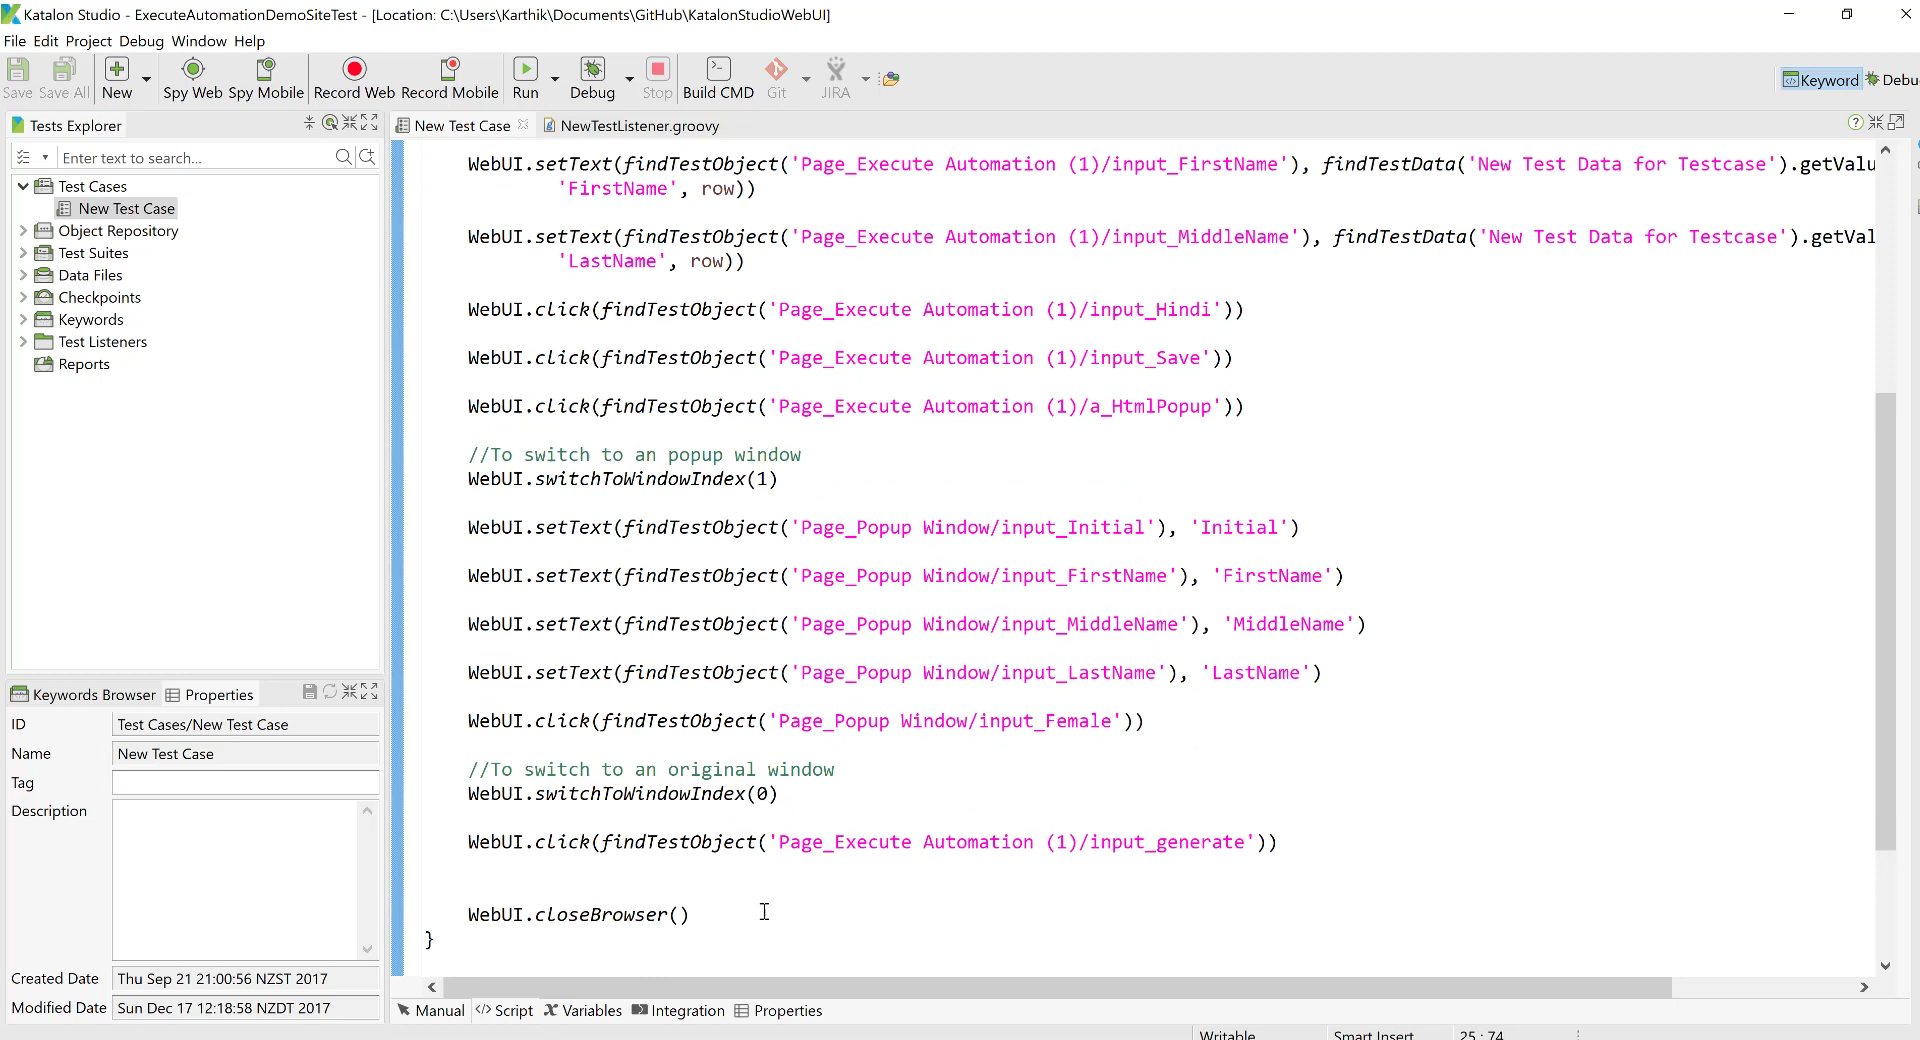 Katalon Studio - ExecuteAutomationDemoSiteTest - [Location: C:\Users\Karthik\Documents\GitHub\KatalonStudioWebUI]
File Edit Project Debug Window Help
Save Save All New Spy Web Spy Mobile Record Web Record Mobile Run Debug Stop Build CMD Git JIRA Keyword Debu
Tests Explorer
Enter text to search...
Test Cases
New Test Case
Object Repository
Test Suites
Data Files
Checkpoints
Keywords
Test Listeners
Reports
Keywords Browser Properties
ID Test Cases/New Test Case
Name New Test Case
Tag
Description
Created Date Thu Sep 21 21:00:56 NZST 2017
Modified Date Sun Dec 17 12:18:58 NZDT 2017
New Test Case NewTestListener.groovy
WebUI.setText(findTestObject('Page_Execute Automation (1)/input_FirstName'), findTestData('New Test Data for Testcase').getValu
'FirstName', row))
WebUI.setText(findTestObject('Page_Execute Automation (1)/input_MiddleName'), findTestData('New Test Data for Testcase').getVal
'LastName', row))
WebUI.click(findTestObject('Page_Execute Automation (1)/input_Hindi'))
WebUI.click(findTestObject('Page_Execute Automation (1)/input_Save'))
WebUI.click(findTestObject('Page_Execute Automation (1)/a_HtmlPopup'))
//To switch to an popup window
WebUI.switchToWindowIndex(1)
WebUI.setText(findTestObject('Page_Popup Window/input_Initial'), 'Initial')
WebUI.setText(findTestObject('Page_Popup Window/input_FirstName'), 'FirstName')
WebUI.setText(findTestObject('Page_Popup Window/input_MiddleName'), 'MiddleName')
WebUI.setText(findTestObject('Page_Popup Window/input_LastName'), 'LastName')
WebUI.click(findTestObject('Page_Popup Window/input_Female'))
//To switch to an original window
WebUI.switchToWindowIndex(0)
WebUI.click(findTestObject('Page_Execute Automation (1)/input_generate'))
WebUI.closeBrowser()
}
Manual Script Variables Integration Properties
Writable Smart Insert 25 : 74